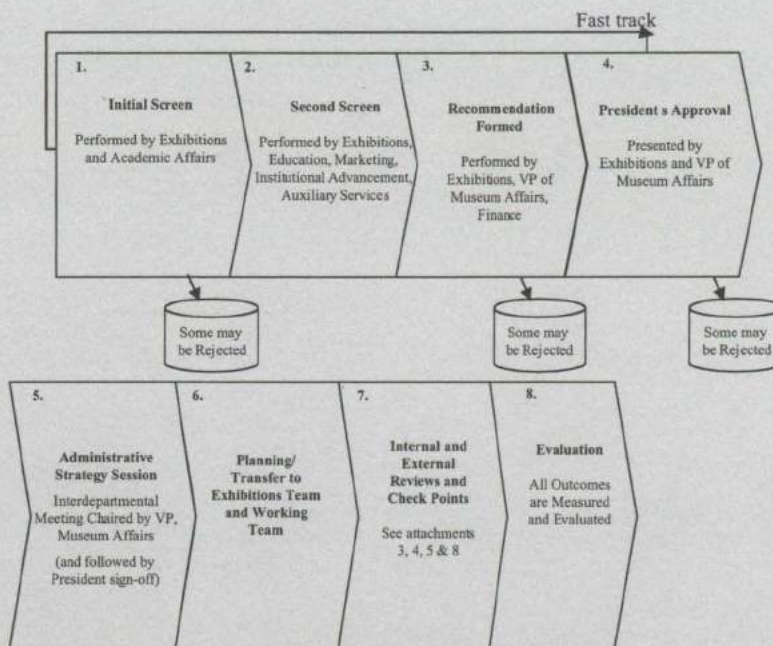 Fast track
1.
Initial Screen
Performed by Exhibitions
and Academic Affairs
2.
Second Screen
Performed by Exhibitions,
Education, Marketing,
Institutional Advancement,
Auxiliary Services
3.
Recommendation
Formed
Performed by
Exhibitions, VP of
Museum Affairs,
Finance
4.
President s Approval
Presented by
Exhibitions and VP of
Museum Affairs
Some may
be Rejected
Some may
be Rejected
Some may
be Rejected
5.
Administrative
Strategy Session
Interdepartmental
Meeting Chaired by VP,
Museum Affairs
(and followed by
President sign-off)
6.
Planning/
Transfer to
Exhibitions Team
and Working
Team
7.
Internal and
External
Reviews and
Check Points
See attachments
3, 4, 5 & 8
8.
Evaluation
All Outcomes
are Measured
and Evaluated